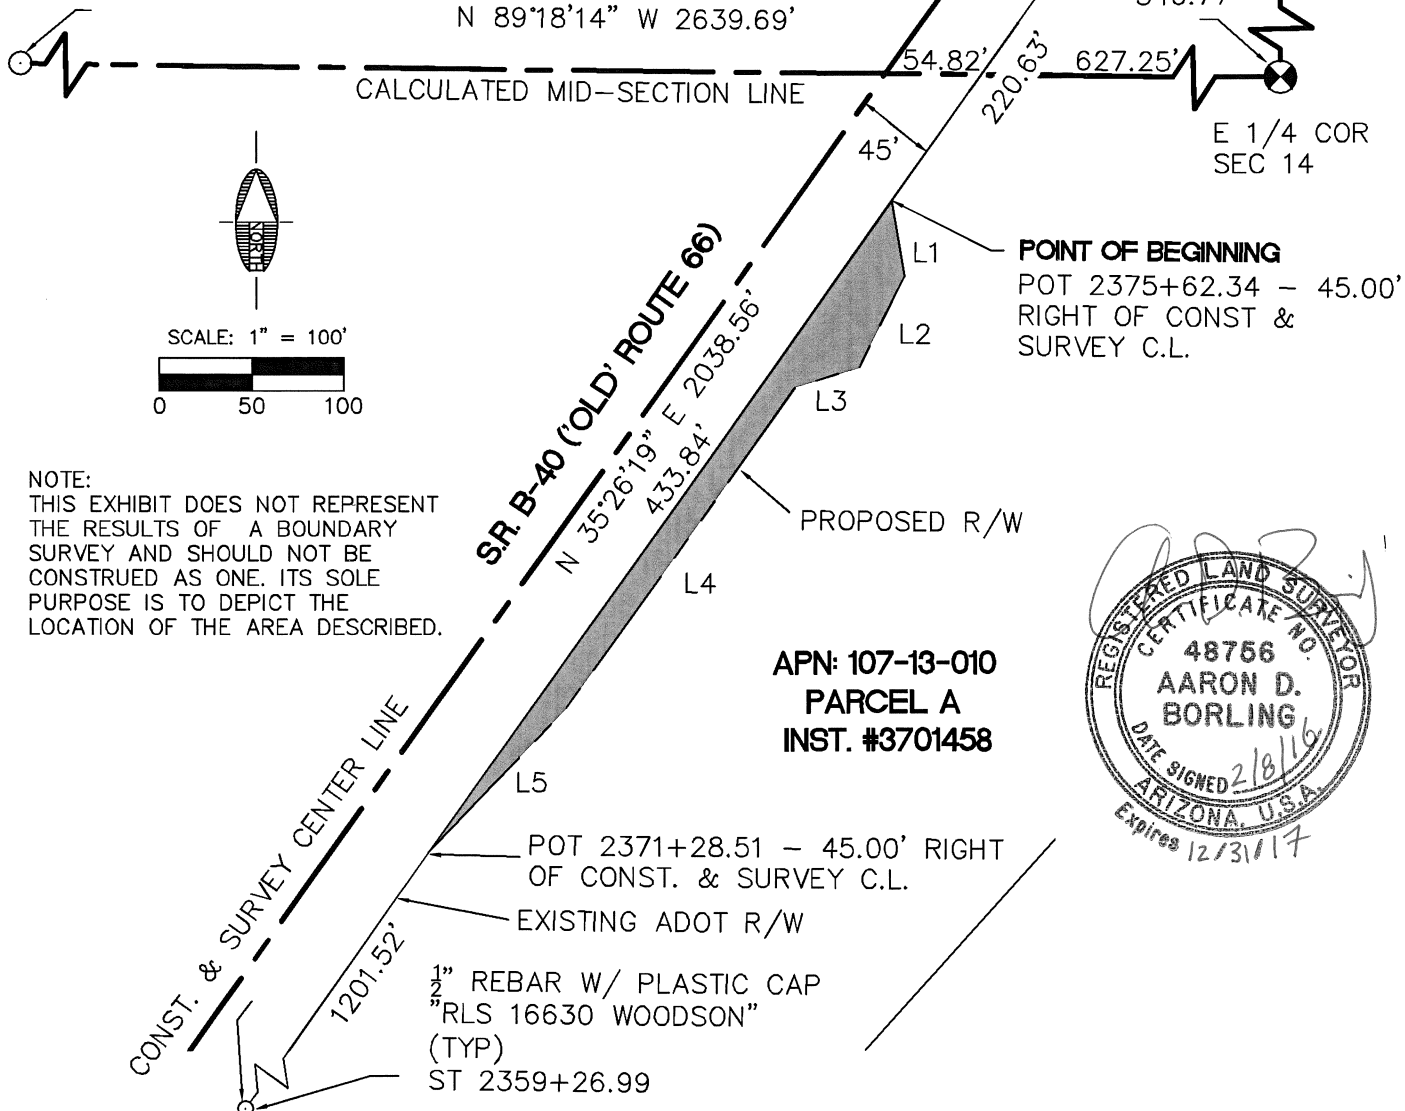 N 89°18'14" W 2639.69'
54.82'
627.25'
220.63'
CALCULATED MID-SECTION LINE
E 1/4 COR
SEC 14
45'
NORTH
SCALE: 1" = 100'
0 50 100
L1
POINT OF BEGINNING
POT 2375+62.34 - 45.00'
RIGHT OF CONST &
SURVEY C.L.
L2
L3
S.R. B-40 ('OLD' ROUTE 66)
N 35°26'19" E 2038.56'
433.84'
NOTE:
THIS EXHIBIT DOES NOT REPRESENT
THE RESULTS OF A BOUNDARY
SURVEY AND SHOULD NOT BE
CONSTRUED AS ONE. ITS SOLE
PURPOSE IS TO DEPICT THE
LOCATION OF THE AREA DESCRIBED.
PROPOSED R/W
L4
APN: 107-13-010
PARCEL A
INST. #3701458
REGISTERED LAND SURVEYOR
CERTIFICATE NO.
48756
AARON D.
BORLING
DATE SIGNED 2/8/16
ARIZONA, U.S.A.
Expires 12/31/17
L5
CONST. & SURVEY CENTER LINE
POT 2371+28.51 - 45.00' RIGHT
OF CONST. & SURVEY C.L.
EXISTING ADOT R/W
1201.52'
½" REBAR W/ PLASTIC CAP
"RLS 16630 WOODSON"
(TYP)
ST 2359+26.99